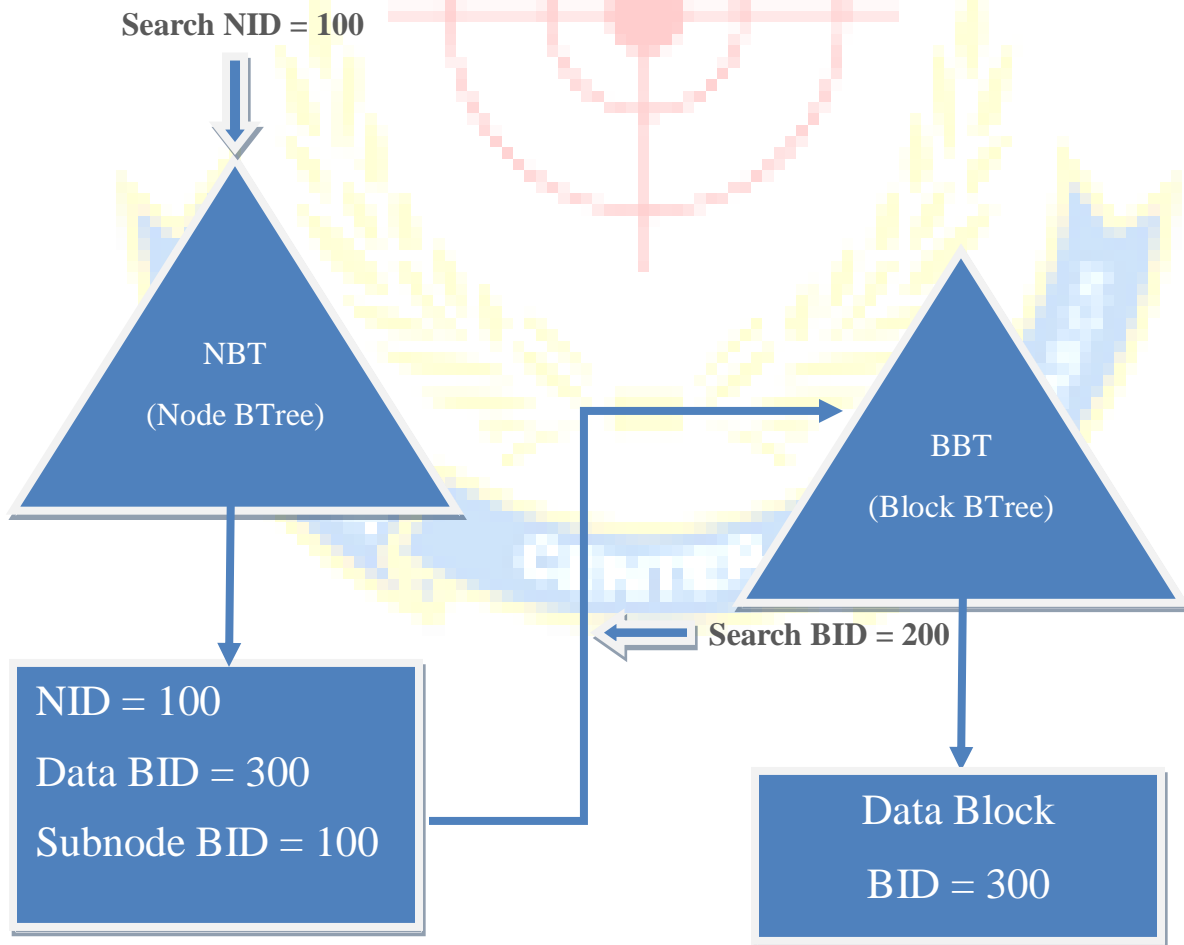 Search NID = 100
NBT
(Node BTree)
BBT
(Block BTree)
Search BID = 200
NID = 100
Data BID = 300
Subnode BID = 100
Data Block
BID = 300